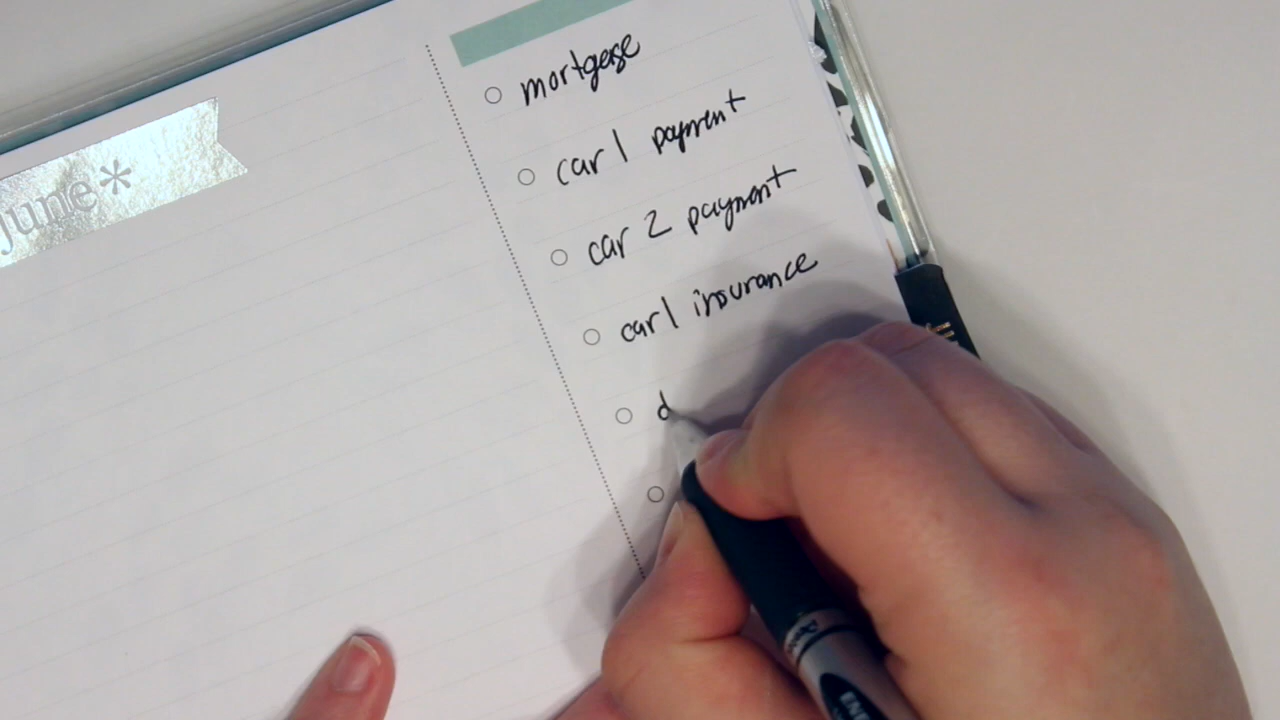 june*
mortgage
car 1 payment
car 2 payment
car 1 insurance
d